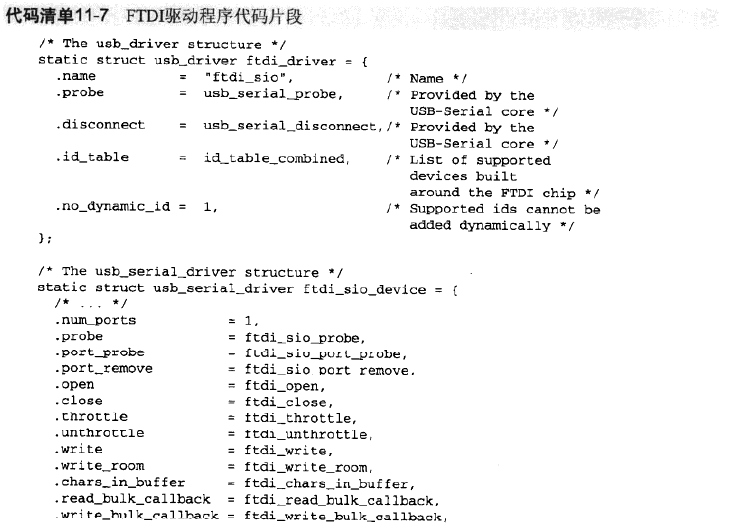 代码清单11-7 FTDI驱动程序代码片段
/* The usb_driver structure */
static struct usb_driver ftdi_driver = {
.name = "ftdi_sio", /* Name */
.probe = usb_serial_probe, /* Provided by the
USB-Serial core */
.disconnect = usb_serial_disconnect,/* Provided by the
USB-Serial core */
.id_table = id_table_combined, /* List of supported
devices built
around the FTDI chip */
.no_dynamic_id = 1, /* Supported ids cannot be
added dynamically */
};
/* The usb_serial_driver structure */
static struct usb_serial_driver ftdi_sio_device = {
/* ... */
.num_ports = 1,
.probe = ftdi_sio_probe,
.port_probe = ftdi_sio_port_probe,
.port_remove = ftdi_sio_port_remove,
.open = ftdi_open,
.close = ftdi_close,
.throttle = ftdi_throttle,
.unthrottle = ftdi_unthrottle,
.write = ftdi_write,
.write_room = ftdi_write_room,
.chars_in_buffer = ftdi_chars_in_buffer,
.read_bulk_callback = ftdi_read_bulk_callback,
.write_bulk_callback = ftdi_write_bulk_callback,